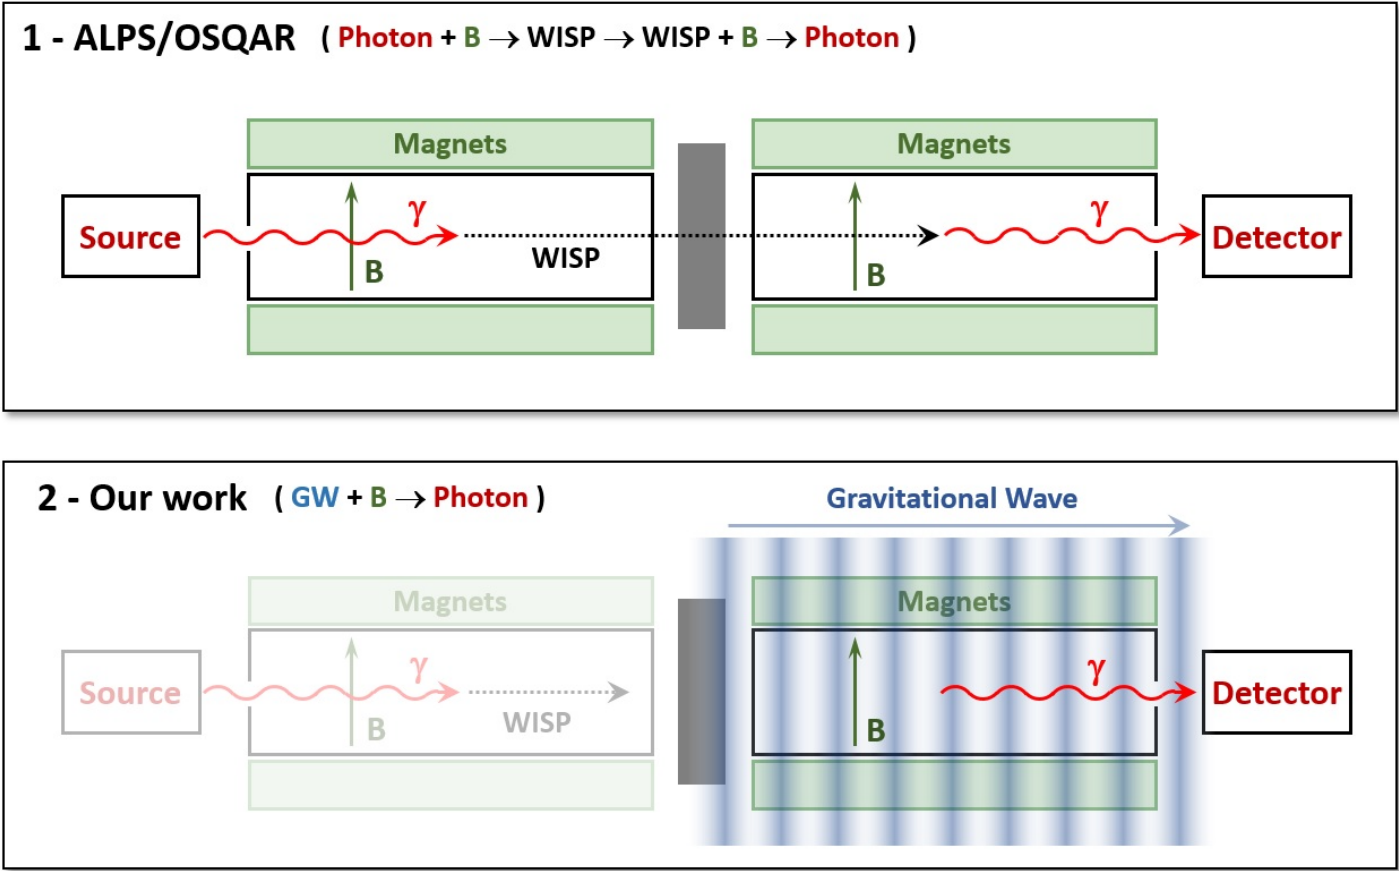 1 - ALPS/OSQAR ( Photon + B → WISP → WISP + B → Photon )
Magnets Magnets
Source γ γ Detector
WISP
B B
2 - Our work ( GW + B → Photon ) Gravitational Wave
Magnets Magnets
Source γ γ Detector
WISP
B B